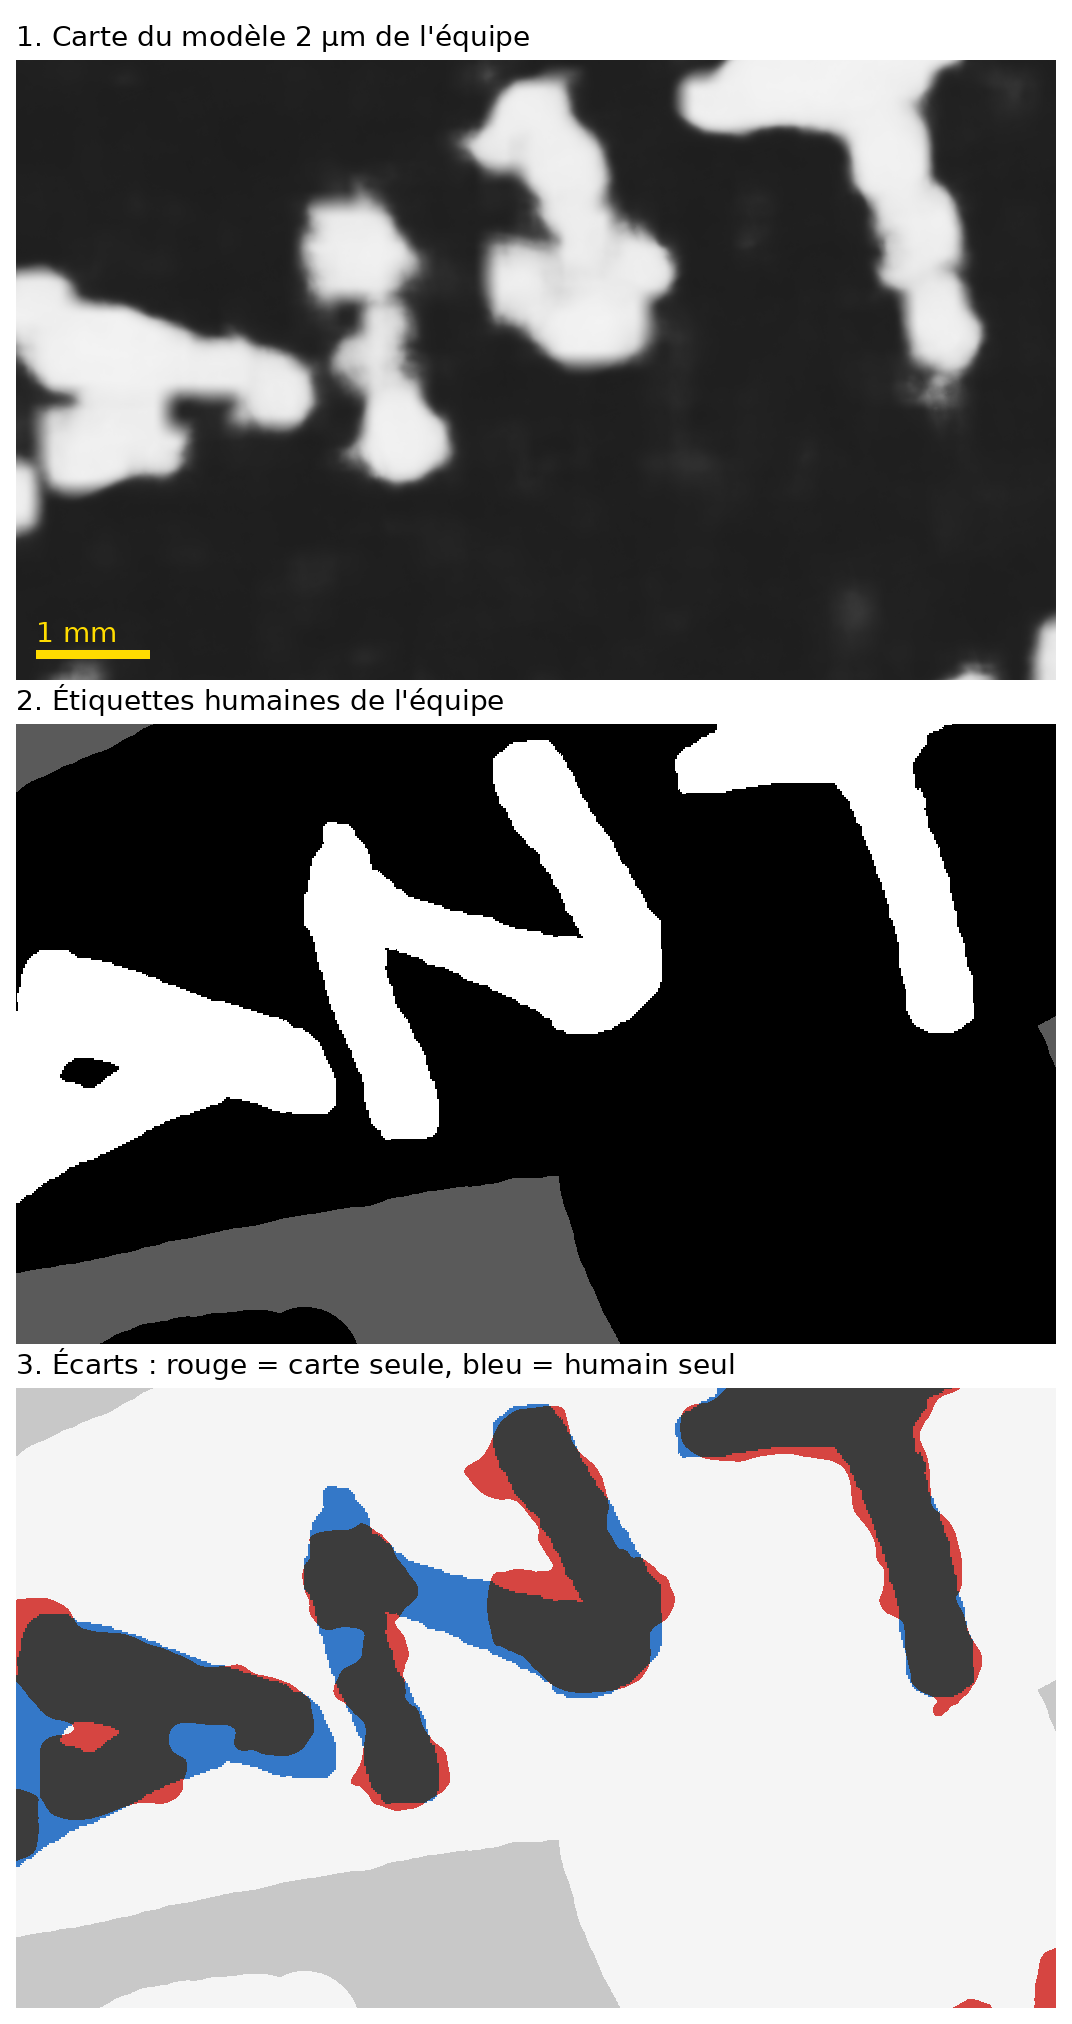 1. Carte du modèle 2 µm de l'équipe
1 mm
2. Étiquettes humaines de l'équipe
3. Écarts : rouge = carte seule, bleu = humain seul